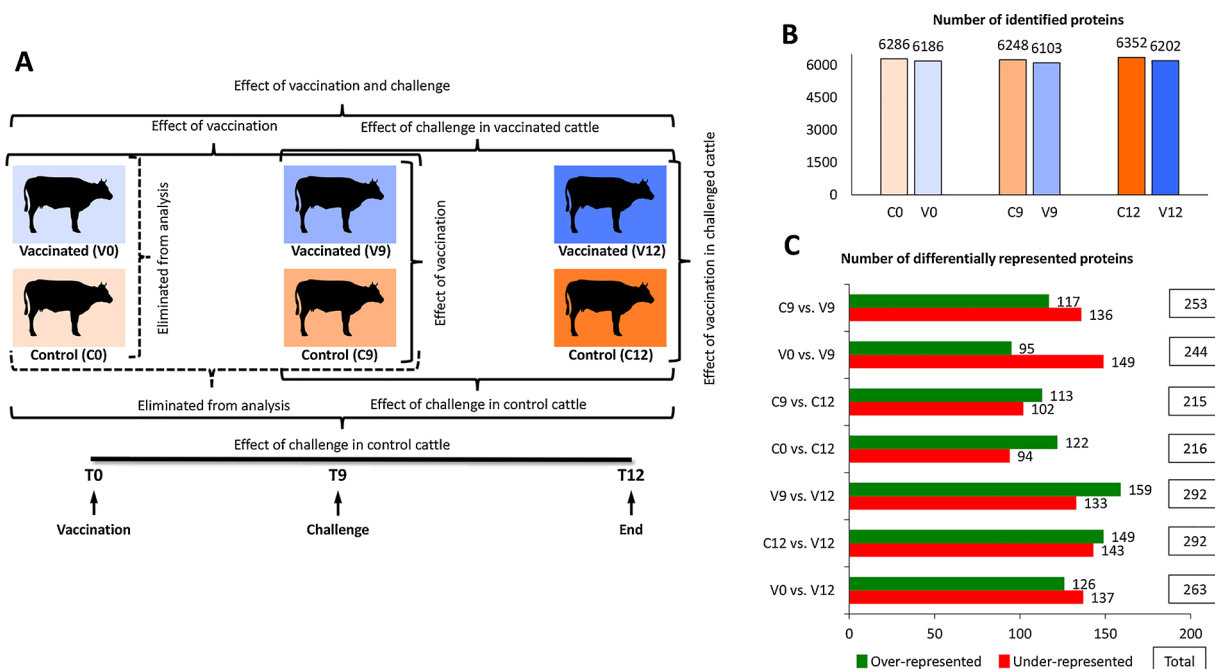 A
Effect of vaccination and challenge
Effect of vaccination
Effect of challenge in vaccinated cattle
Vaccinated (V0)
Vaccinated (V9)
Vaccinated (V12)
Control (C0)
Control (C9)
Control (C12)
Eliminated from analysis
Effect of vaccination
Effect of vaccination in challenged cattle
Eliminated from analysis
Effect of challenge in control cattle
Effect of challenge in control cattle
T0
T9
T12
Vaccination
Challenge
End
B
Number of identified proteins
6286 6186
6248 6103
6352 6202
6000
4500
3000
1500
0
C0 V0
C9 V9
C12 V12
C
Number of differentially represented proteins
C9 vs. V9
117
136
253
V0 vs. V9
95
149
244
C9 vs. C12
113
102
215
C0 vs. C12
122
94
216
V9 vs. V12
159
133
292
C12 vs. V12
149
143
292
V0 vs. V12
126
137
263
0 50 100 150 200
Over-represented
Under-represented
Total